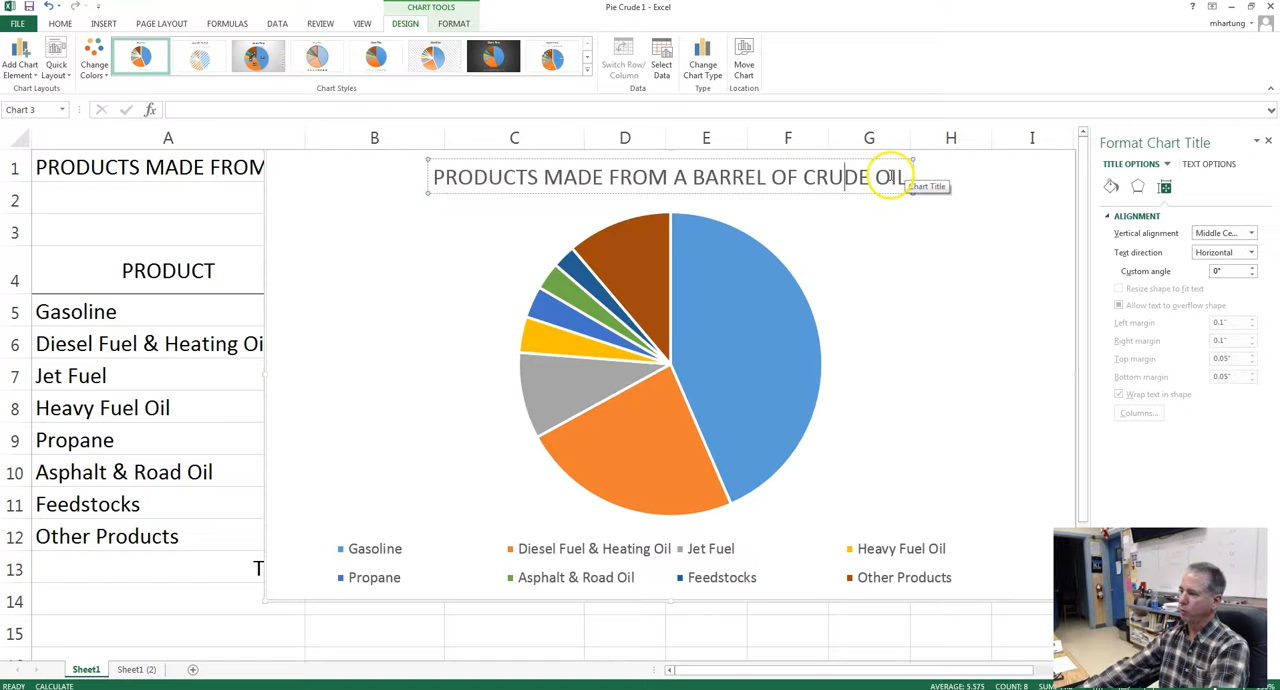 Pie Crude 1 - Excel
CHART TOOLS
FILE HOME INSERT PAGE LAYOUT FORMULAS DATA REVIEW VIEW DESIGN FORMAT
mhartung
Add Chart Element
Quick Layout
Change Colors
Switch Row/Column
Select Data
Change Chart Type
Move Chart
Chart Layouts
Chart Styles
Data
Type
Location
Chart 3
fx
A B C D E F G H I
1 PRODUCTS MADE FROM
2
3
4 PRODUCT
5 Gasoline
6 Diesel Fuel & Heating Oi
7 Jet Fuel
8 Heavy Fuel Oil
9 Propane
10 Asphalt & Road Oil
11 Feedstocks
12 Other Products
13 T
14
15
PRODUCTS MADE FROM A BARREL OF CRUDE OIL
Chart Title
Gasoline Diesel Fuel & Heating Oil Jet Fuel Heavy Fuel Oil
Propane Asphalt & Road Oil Feedstocks Other Products
Format Chart Title
TITLE OPTIONS TEXT OPTIONS
ALIGNMENT
Vertical alignment Middle Ce...
Text direction Horizontal
Custom angle 0°
Resize shape to fit text
Allow text to overflow shape
Left margin 0.1"
Right margin 0.1"
Top margin 0.05"
Bottom margin 0.05"
Wrap text in shape
Columns...
Sheet1 Sheet1 (2)
READY CALCULATE AVERAGE: 5.575 COUNT: 8